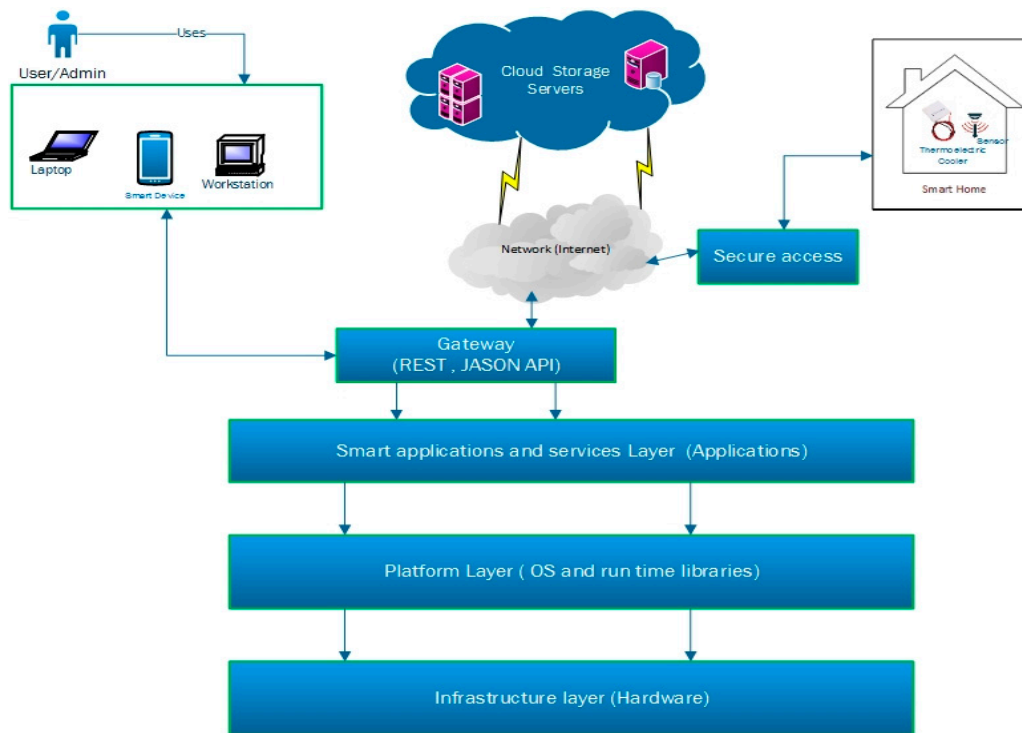 Uses
User/Admin
Laptop
Smart Device
Workstation
Cloud Storage
Servers
Sensor
Thermoelectric
Cooler
Smart Home
Network (Internet)
Secure access
Gateway
(REST , JASON API)
Smart applications and services Layer (Applications)
Platform Layer ( OS and run time libraries)
Infrastructure layer (Hardware)